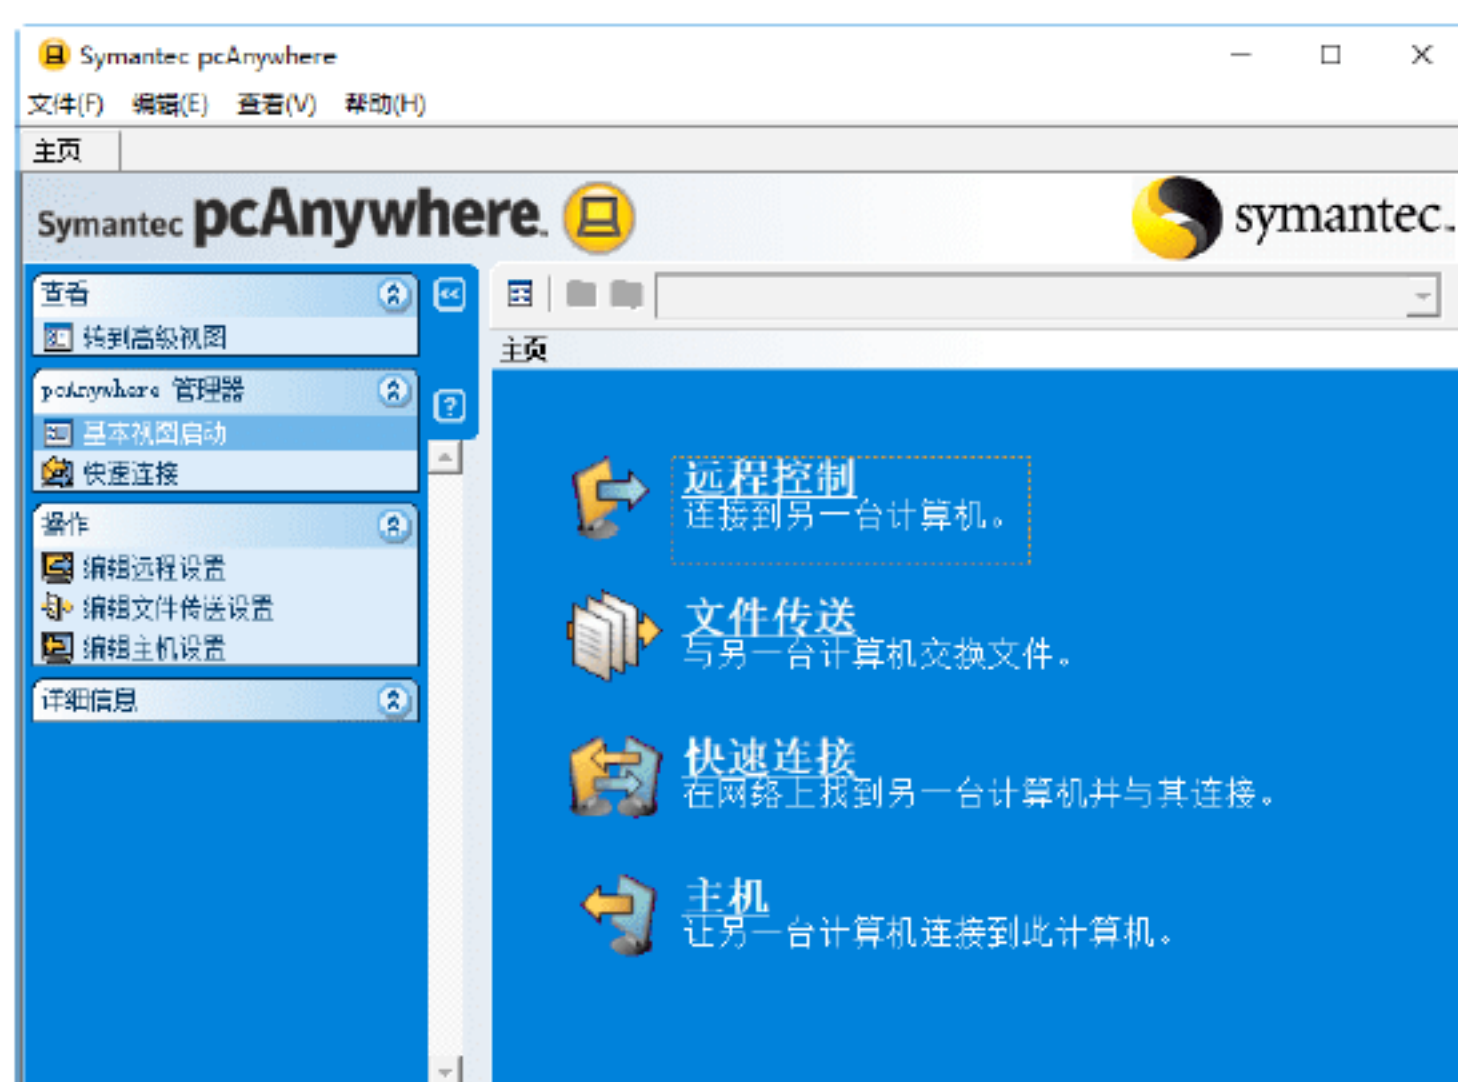 Symantec pcAnywhere
文件(F) 编辑(E) 查看(V) 帮助(H)
主页
Symantec pcAnywhere.
symantec.
查看
转到高级视图
pcAnywhere 管理器
基本视图启动
快速连接
操作
编辑远程设置
编辑文件传送设置
编辑主机设置
详细信息
主页
远程控制
连接到另一台计算机。
文件传送
与另一台计算机交换文件。
快速连接
在网络上找到另一台计算机并与其连接。
主机
让另一台计算机连接到此计算机。